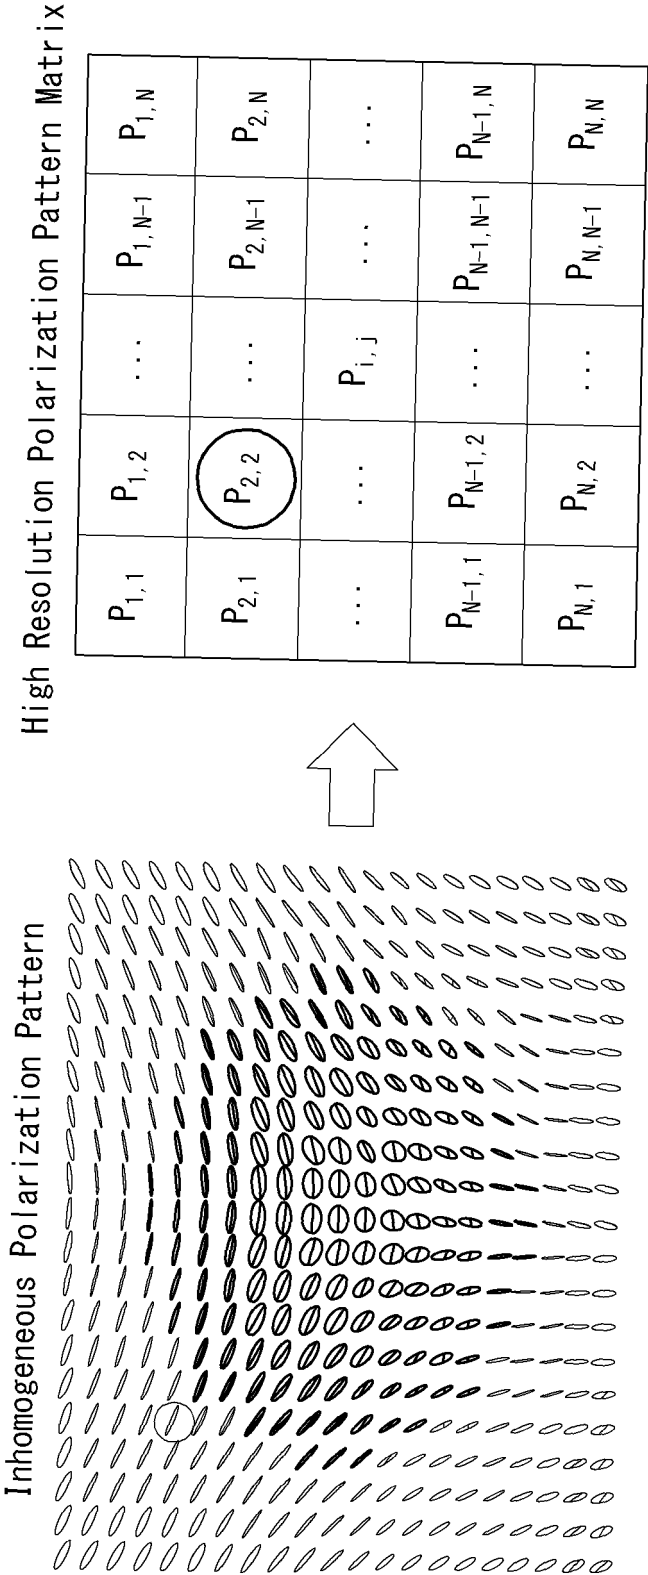 Inhomogeneous Polarization Pattern
High Resolution Polarization Pattern Matrix
P1,1 P1,2 ... P1,N-1 P1,N
P2,1 P2,2 ... P2,N-1 P2,N
... ... Pi,j ... ...
PN-1,1 PN-1,2 ... PN-1,N-1 PN-1,N
PN,1 PN,2 ... PN,N-1 PN,N